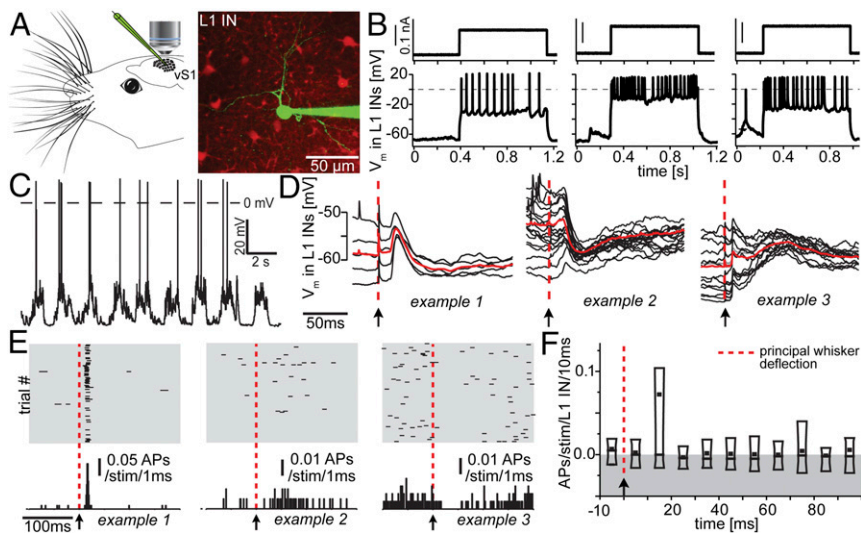 A
vS1
L1 IN
50 µm
B
0.1 nA
Vm in L1 INs [mV]
20
-20
-60
0 0.4 0.8 1.2
0 0.4 0.8 1.2
0 0.4 0.8 1.2
time [s]
C
0 mV
20 mV
2 s
D
Vm in L1 INs [mV]
-50
-60
example 1
example 2
example 3
50ms
E
trial #
0.05 APs
/stim/1ms
0.01 APs
/stim/1ms
0.01 APs
/stim/1ms
100ms
example 1
example 2
example 3
F
principal whisker
deflection
APs/stim/L1 IN/10ms
0.1
0.0
-10 0 20 40 60 80
time [ms]